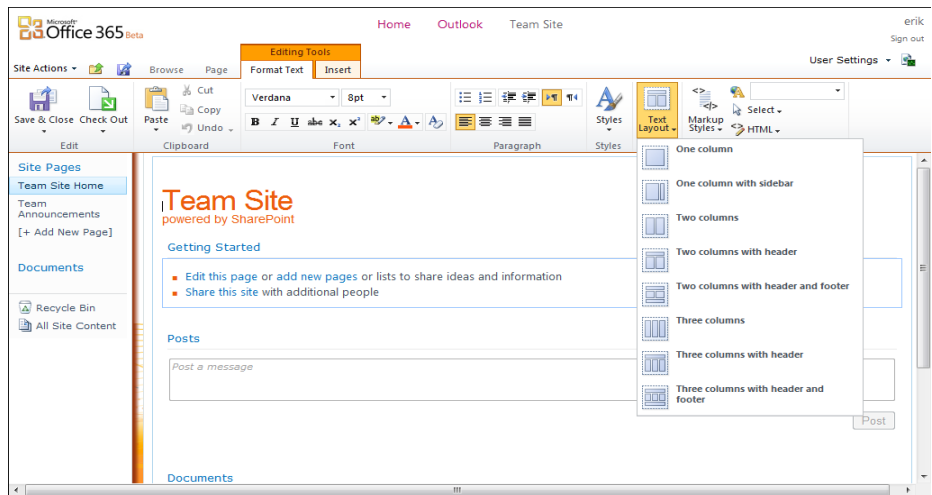 Microsoft
Office 365 Beta
Home Outlook Team Site
erik
Sign out
Editing Tools
User Settings
Site Actions
Browse Page Format Text Insert
Save & Close Check Out
Edit
Paste
Cut
Copy
Undo
Clipboard
Verdana 8pt
B I U abe x₂ x²
Font
Paragraph
Styles
Styles
Text
Layout
Markup
Styles
Select
HTML
One column
One column with sidebar
Two columns
Two columns with header
Two columns with header and footer
Three columns
Three columns with header
Three columns with header and
footer
Site Pages
Team Site Home
Team
Announcements
[+ Add New Page]
Documents
Recycle Bin
All Site Content
Team Site
powered by SharePoint
Getting Started
Edit this page or add new pages or lists to share ideas and information
Share this site with additional people
Posts
Post a message
Post
Documents